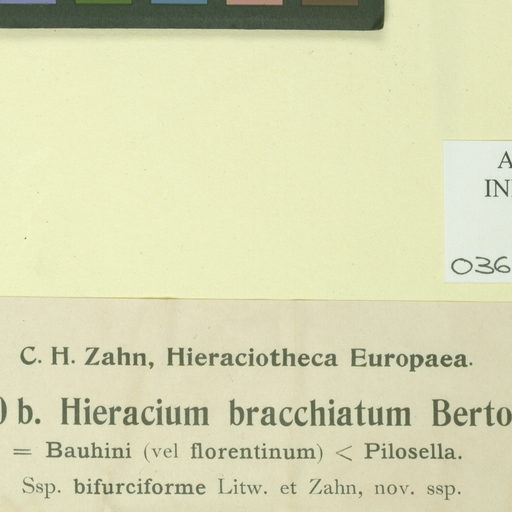 A
IN
036
C. H. Zahn, Hieraciotheca Europaea.
b. Hieracium bracchiatum Berto
= Bauhini (vel florentinum) < Pilosella.
Ssp. bifurciforme Litw. et Zahn, nov. ssp.